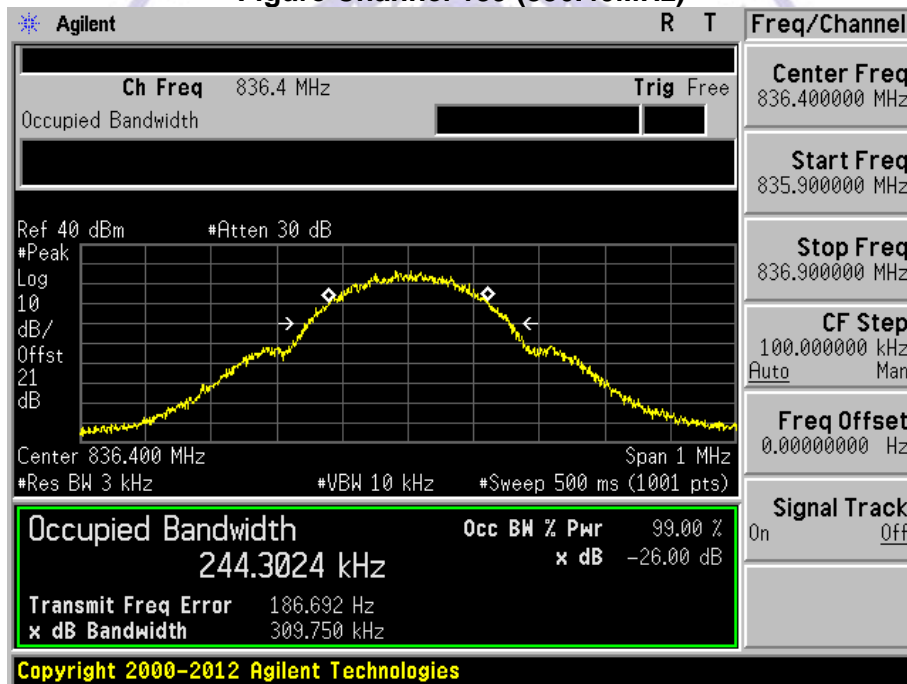 Agilent
R T
Freq/Channel
Ch Freq 836.4 MHz
Trig Free
Occupied Bandwidth
Center Freq
836.400000 MHz
Start Freq
835.900000 MHz
Stop Freq
836.900000 MHz
CF Step
100.000000 kHz
Auto Man
Freq Offset
0.00000000 Hz
Signal Track
On Off
Ref 40 dBm #Atten 30 dB
#Peak
Log
10
dB/
Offst
21
dB
Center 836.400 MHz Span 1 MHz
#Res BW 3 kHz #VBW 10 kHz #Sweep 500 ms (1001 pts)
Occupied Bandwidth
244.3024 kHz
Occ BW % Pwr 99.00 %
x dB -26.00 dB
Transmit Freq Error 186.692 Hz
x dB Bandwidth 309.750 kHz
Copyright 2000-2012 Agilent Technologies